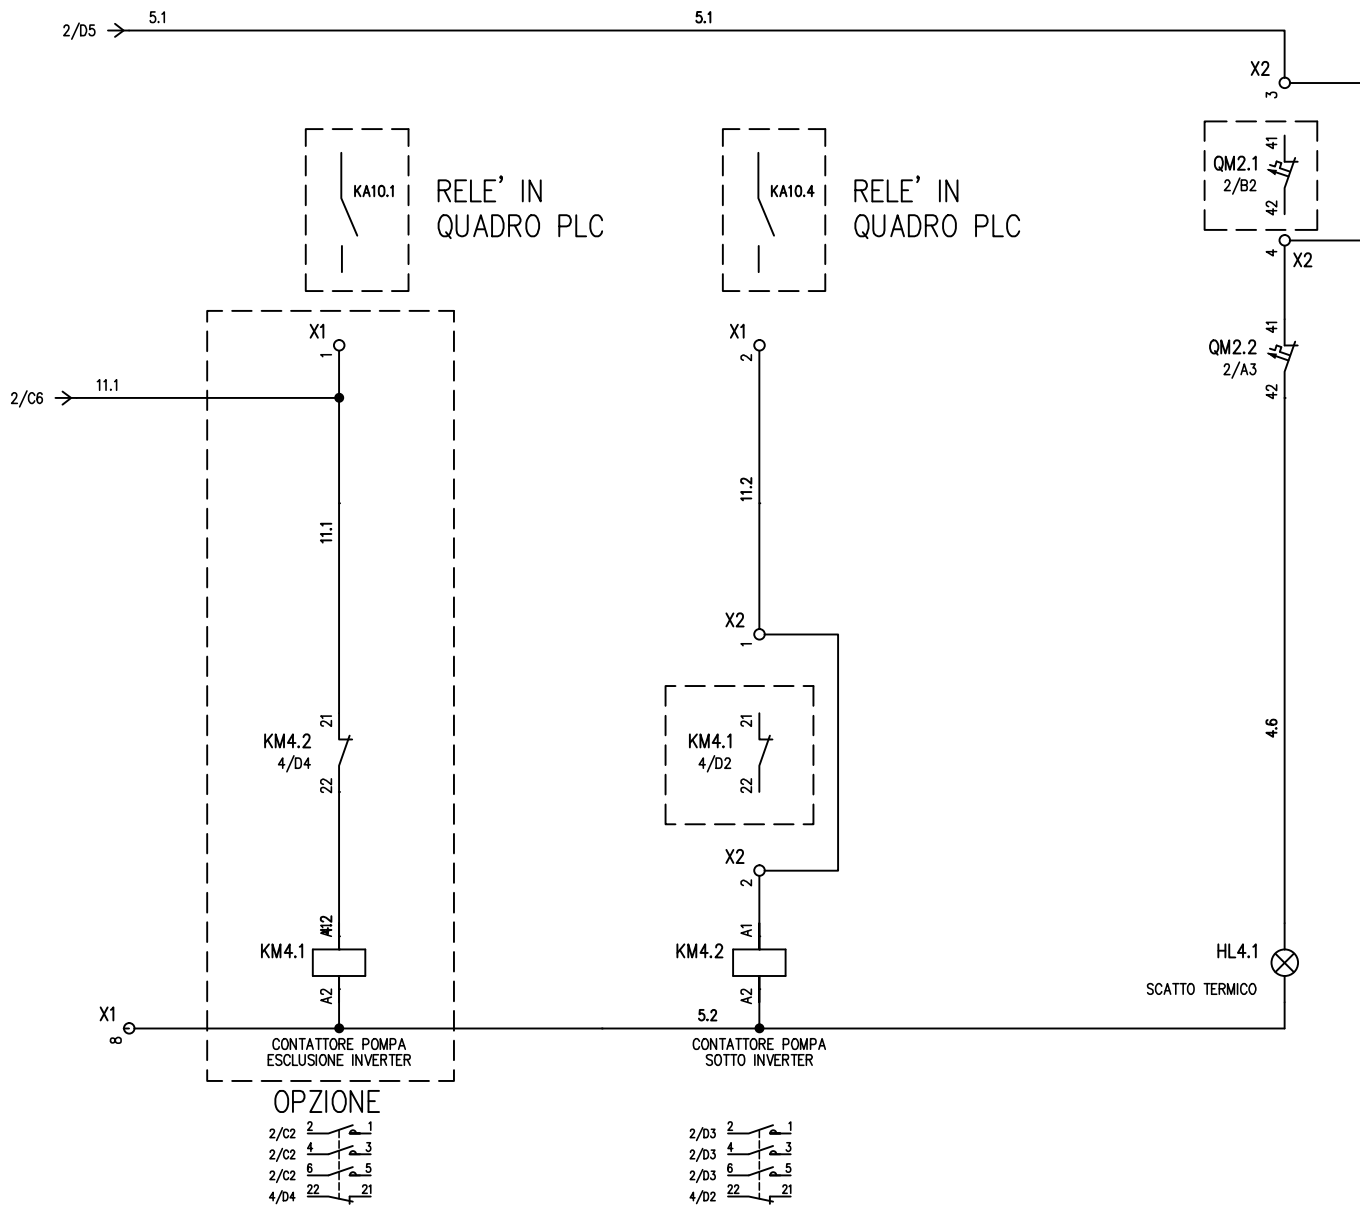 5.1
5.1
2/D5
X2
3
KA10.1
RELE' IN
QUADRO PLC
KA10.4
RELE' IN
QUADRO PLC
41
QM2.1
2/B2
42
4
X2
X1
1
X1
2
41
QM2.2
2/A3
42
2/C6
11.1
11.1
11.2
X2
1
21
KM4.2
4/D4
22
21
KM4.1
4/D2
22
4.6
X2
2
KM4.1
A2
A1
KM4.2
A2
HL4.1
SCATTO TERMICO
X1
8
5.2
CONTATTORE POMPA
ESCLUSIONE INVERTER
CONTATTORE POMPA
SOTTO INVERTER
OPZIONE
2/C2 2 1
2/C2 4 3
2/C2 6 5
4/D4 22 21
2/D3 2 1
2/D3 4 3
2/D3 6 5
4/D2 22 21